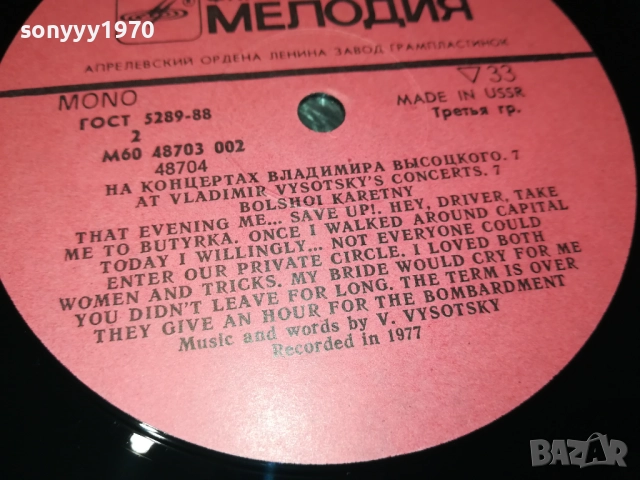 sonyyy1970
МЕЛОДИЯ
АПРЕЛЕВСКИЙ ОРДЕНА ЛЕНИНА ЗАВОД ГРАМПЛАСТИНОК
MONO
ГОСТ 5289-88
2
М60 48703 002
48704
▽33
MADE IN USSR
Третья гр.
НА КОНЦЕРТАХ ВЛАДИМИРА ВЫСОЦКОГО. 7
AT VLADIMIR VYSOTSKY'S CONCERTS. 7
BOLSHOI KARETNY
THAT EVENING ME... SAVE UP!. HEY, DRIVER, TAKE
ME TO BUTYRKA. ONCE I WALKED AROUND CAPITAL
TODAY I WILLINGLY... NOT EVERYONE COULD
ENTER OUR PRIVATE CIRCLE. I LOVED BOTH
WOMEN AND TRICKS. MY BRIDE WOULD CRY FOR ME
YOU DIDN'T LEAVE FOR LONG. THE TERM IS OVER
THEY GIVE AN HOUR FOR THE BOMBARDMENT
Music and words by V. VYSOTSKY
Recorded in 1977
BAZAR